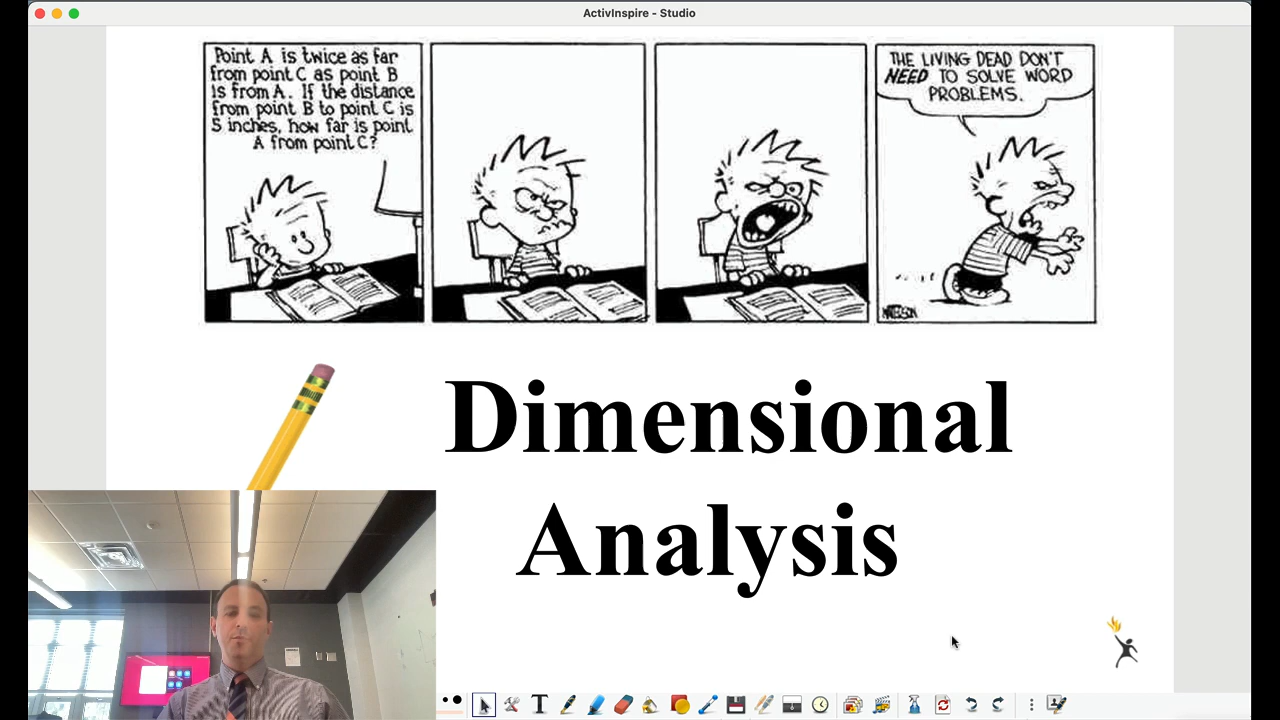 ActivInspire - Studio
Point A is twice as far
from point C as point B
is from A. If the distance
from point B to point C is
5 inches, how far is point
A from point C?
THE LIVING DEAD DON'T
NEED TO SOLVE WORD
PROBLEMS.
WATTERSON
Dimensional
Analysis
T